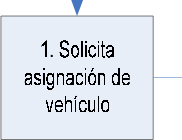 1. Solicita
asignación de
vehículo